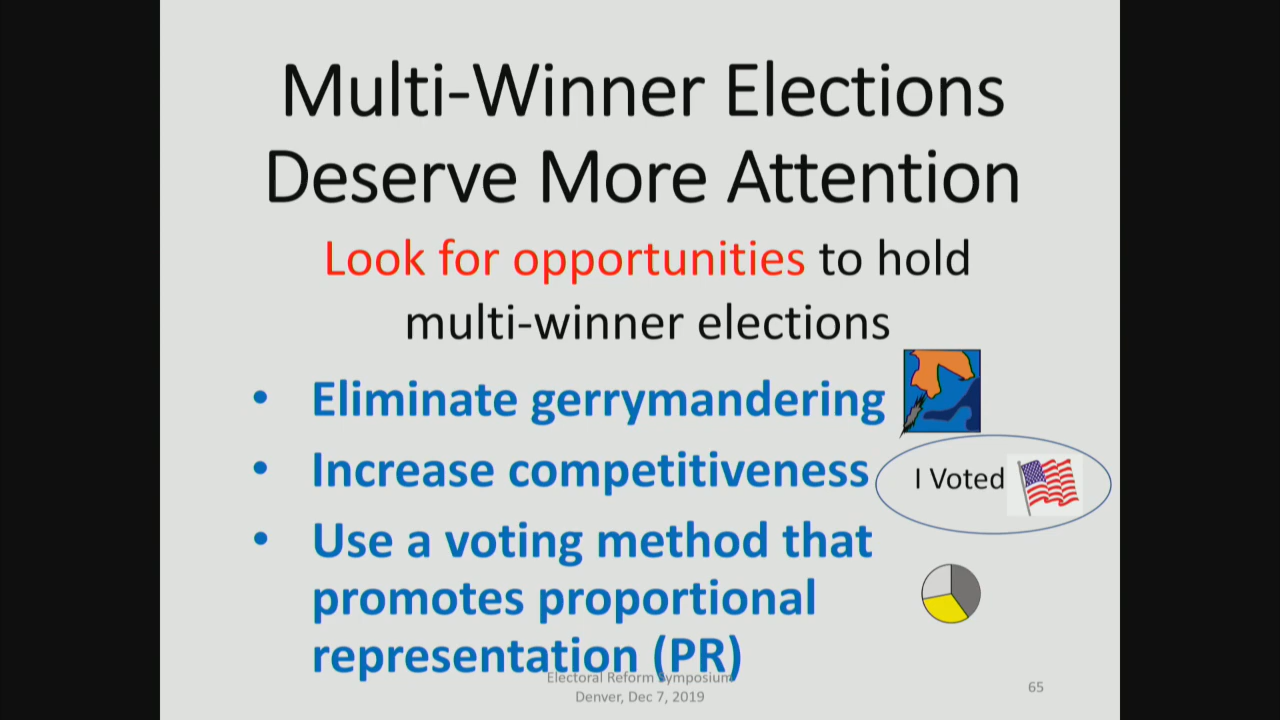 Multi-Winner Elections
Deserve More Attention
Look for opportunities to hold
multi-winner elections
• Eliminate gerrymandering
• Increase competitiveness
I Voted
• Use a voting method that
promotes proportional
representation (PR)
Electoral Reform Symposium
Denver, Dec 7, 2019
65